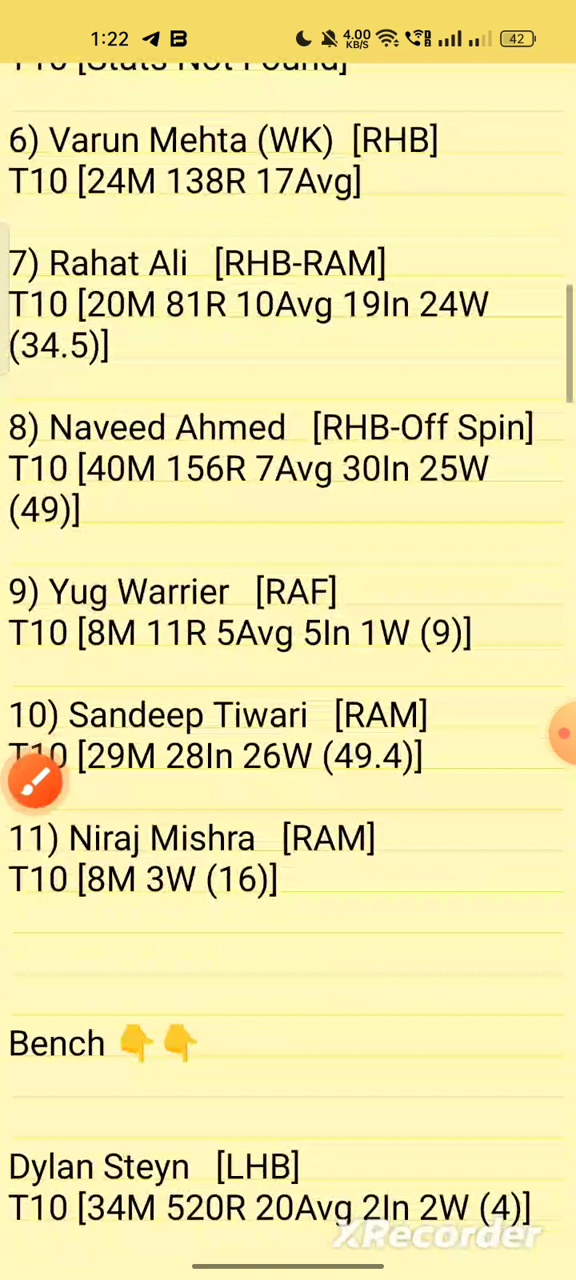 1:22 4.00 KB/S 42
T10 [Stats Not Found]
6) Varun Mehta (WK) [RHB]
T10 [24M 138R 17Avg]
7) Rahat Ali [RHB-RAM]
T10 [20M 81R 10Avg 19In 24W
(34.5)]
8) Naveed Ahmed [RHB-Off Spin]
T10 [40M 156R 7Avg 30In 25W
(49)]
9) Yug Warrier [RAF]
T10 [8M 11R 5Avg 5In 1W (9)]
10) Sandeep Tiwari [RAM]
T10 [29M 28In 26W (49.4)]
11) Niraj Mishra [RAM]
T10 [8M 3W (16)]
Bench 👇👇
Dylan Steyn [LHB]
T10 [34M 520R 20Avg 2In 2W (4)]
XRecorder